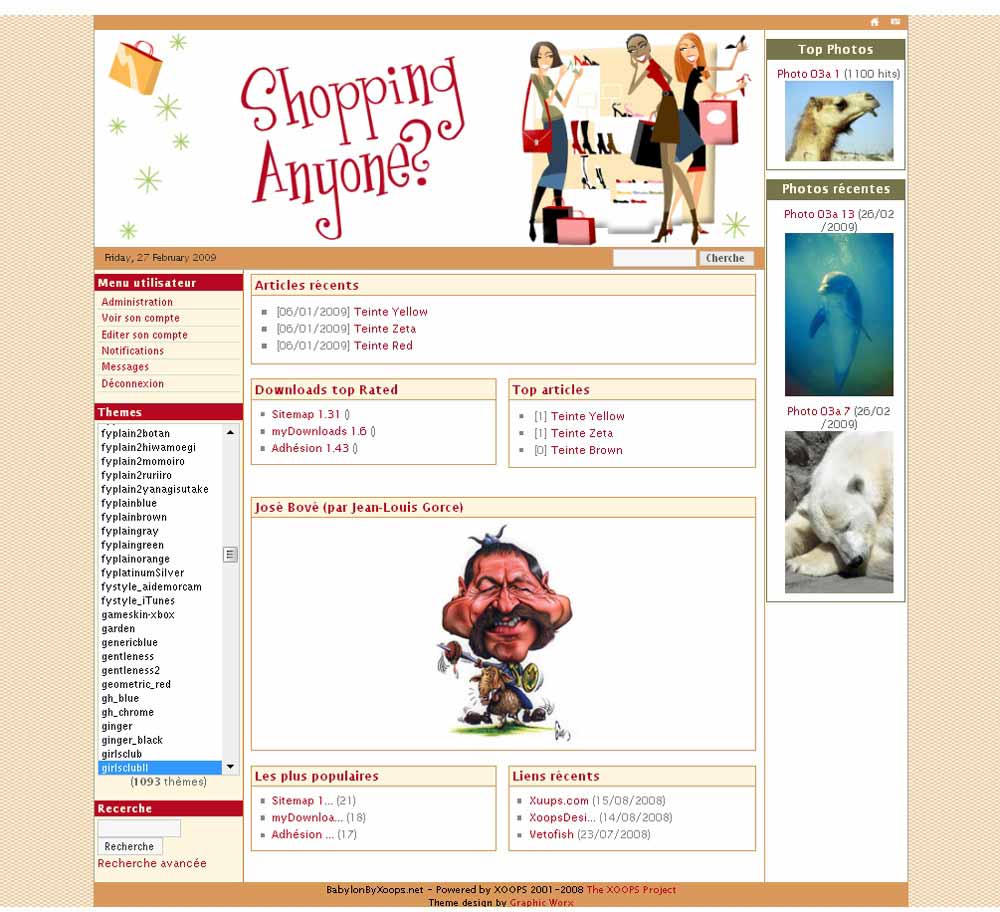 Shopping
Anyone?
Friday, 27 February 2009
Cherche
Menu utilisateur
Administration
Voir son compte
Editer son compte
Notifications
Messages
Déconnexion
Themes
fyplain2botan
fyplain2hiwamoegi
fyplain2momoiro
fyplain2ruriiro
fyplain2yanagisutake
fyplainblue
fyplainbrown
fyplaingray
fyplaingreen
fyplainorange
fyplatinumSilver
fystyle_aidemorcam
fystyle_iTunes
gameskin-xbox
garden
genericblue
gentleness
gentleness2
geometric_red
gh_blue
gh_chrome
ginger
ginger_black
girlsclub
girlsclubII
(1093 thèmes)
Recerche
Recherche
Recherche avancée
Articles récents
[06/01/2009] Teinte Yellow
[06/01/2009] Teinte Zeta
[06/01/2009] Teinte Red
Downloads top Rated
Sitemap 1.31 ()
myDownloads 1.6 ()
Adhésion 1.43 ()
Top articles
[1] Teinte Yellow
[1] Teinte Zeta
[0] Teinte Brown
Josè Bovè (par Jean-Louis Gorce)
Les plus populaires
Sitemap 1... (21)
myDownloa... (18)
Adhésion ... (17)
Liens récents
Xuups.com (15/08/2008)
XoopsDesi... (14/08/2008)
Vetofish (23/07/2008)
Top Photos
Photo 03a 1 (1100 hits)
Photos récentes
Photo 03a 13 (26/02
/2009)
Photo 03a 7 (26/02
/2009)
BabylonByXoops.net - Powered by XOOPS 2001-2008 The XOOPS Project
Theme design by Graphic Worx